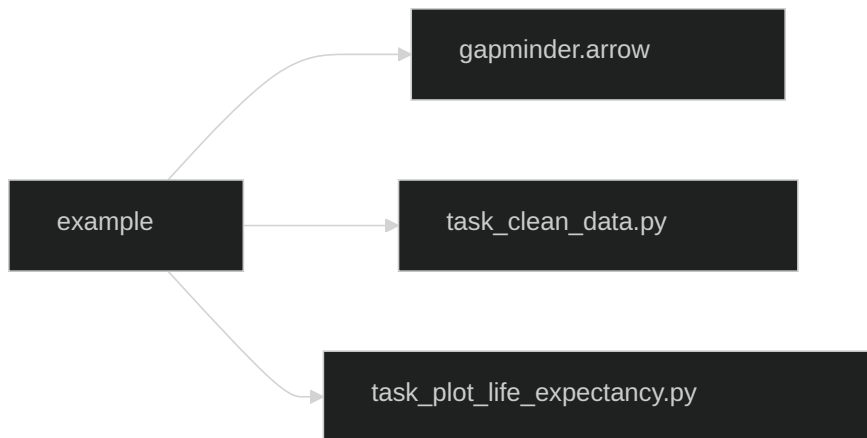 gapminder.arrow
example
task_clean_data.py
task_plot_life_expectancy.py